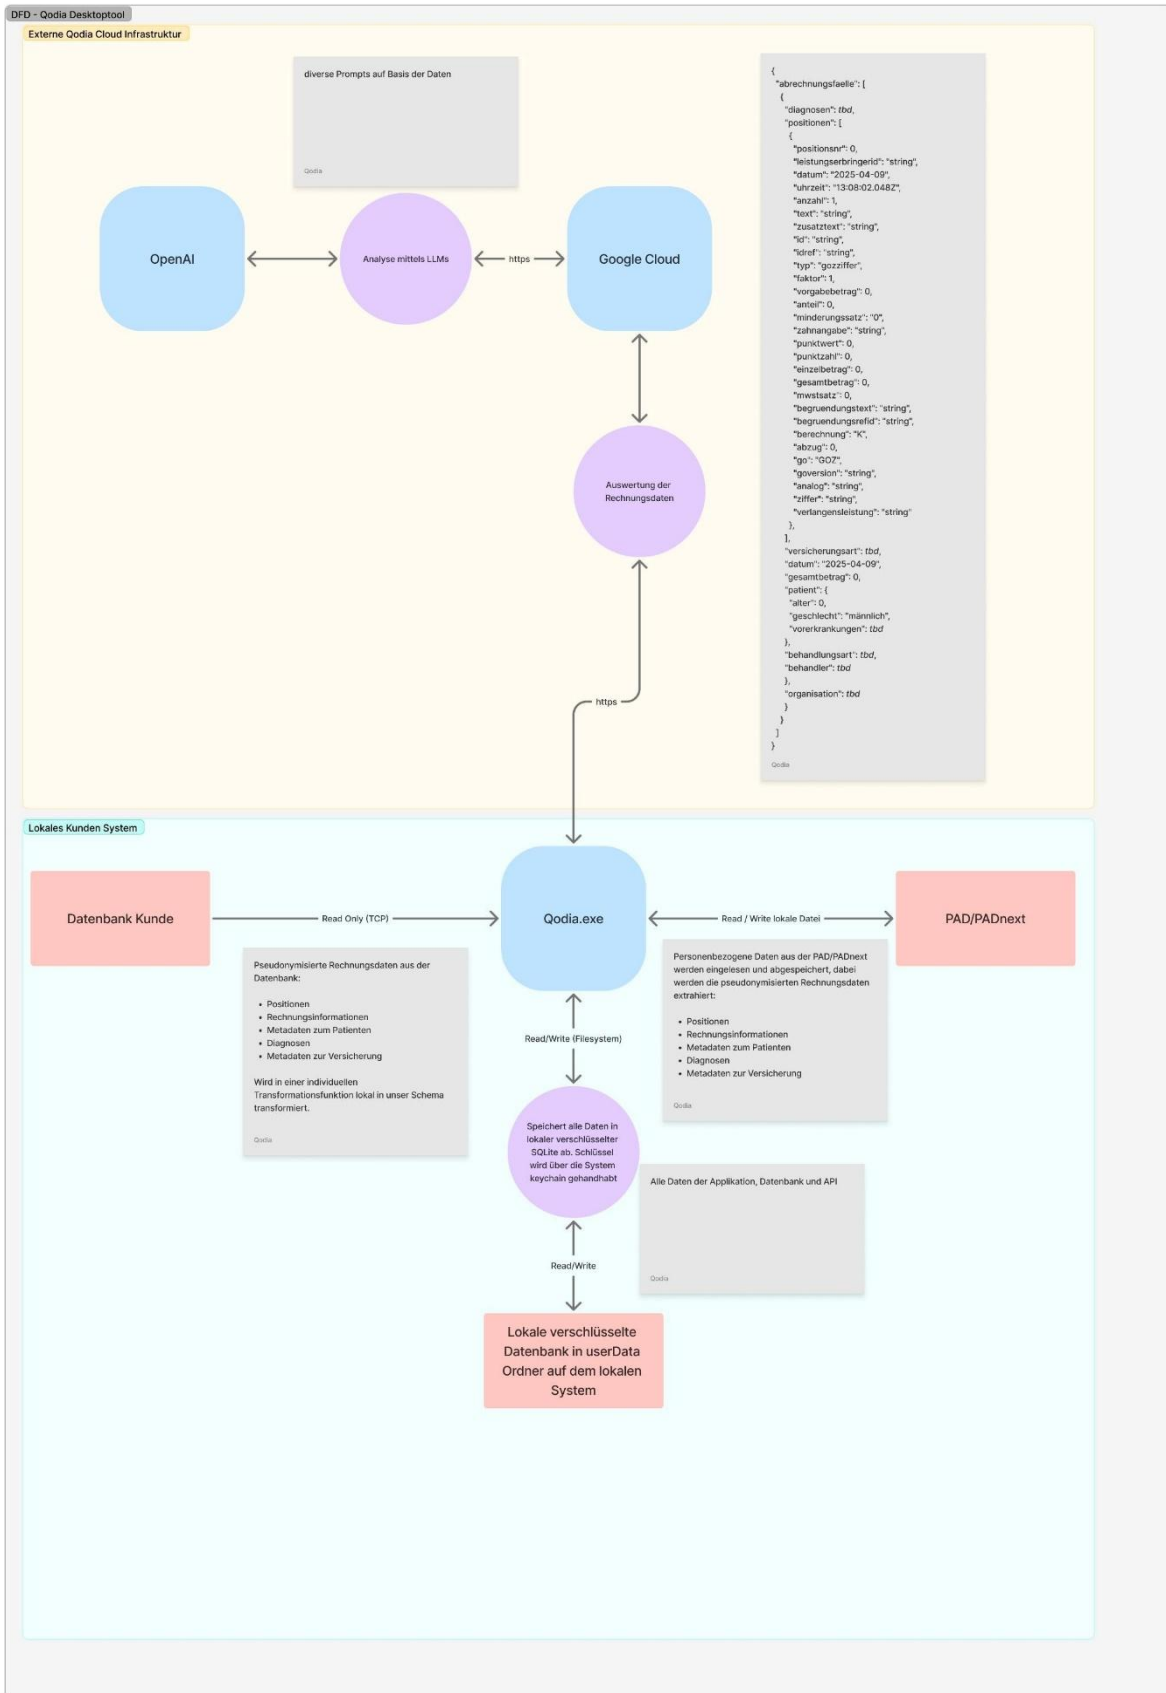 DFD - Qodia Desktoptool
Externe Qodia Cloud Infrastruktur
diverse Prompts auf Basis der Daten
Qodia
OpenAI
Analyse mittels LLMs
https
Google Cloud
Auswertung der
Rechnungsdaten
https
{
"abrechnungsfaelle": [
{
"diagnosen": tbd,
"positionen": [
{
"positionsnr": 0,
"leistungserbringerid": "string",
"datum": "2025-04-09",
"uhrzeit": "13:08:02.048Z",
"anzahl": 1,
"text": "string",
"zusatztext": "string",
"id": "string",
"idref": "string",
"typ": "gozziffer",
"faktor": 1,
"vorgabebetrag": 0,
"anteil": 0,
"minderungssatz": "0",
"zahnangabe": "string",
"punktwert": 0,
"punktzahl": 0,
"einzelbetrag": 0,
"gesamtbetrag": 0,
"mwstsatz": 0,
"begruendungstext": "string",
"begruendungsrefid": "string",
"berechnung": "K",
"abzug": 0,
"go": "GOZ",
"goversion": "string",
"analog": "string",
"ziffer": "string",
"verlangensleistung": "string"
},
],
"versicherungsart": tbd,
"datum": "2025-04-09",
"gesamtbetrag": 0,
"patient": {
"alter": 0,
"geschlecht": "männlich",
"vorerkrankungen": tbd
},
"behandlungsart": tbd,
"behandler": tbd
},
"organisation": tbd
}
}
]
}
Qodia
Lokales Kunden System
Datenbank Kunde
Read Only (TCP)
Qodia.exe
Read / Write lokale Datei
PAD/PADnext
Pseudonymisierte Rechnungsdaten aus der
Datenbank:
• Positionen
• Rechnungsinformationen
• Metadaten zum Patienten
• Diagnosen
• Metadaten zur Versicherung
Wird in einer individuellen
Transformationsfunktion lokal in unser Schema
transformiert.
Qodia
Personenbezogene Daten aus der PAD/PADnext
werden eingelesen und abgespeichert, dabei
werden die pseudonymisierten Rechnungsdaten
extrahiert:
• Positionen
• Rechnungsinformationen
• Metadaten zum Patienten
• Diagnosen
• Metadaten zur Versicherung
Qodia
Read/Write (Filesystem)
Speichert alle Daten in
lokaler verschlüsselter
SQLite ab. Schlüssel
wird über die System
keychain gehandhabt
Alle Daten der Applikation, Datenbank und API
Qodia
Read/Write
Lokale verschlüsselte
Datenbank in userData
Ordner auf dem lokalen
System